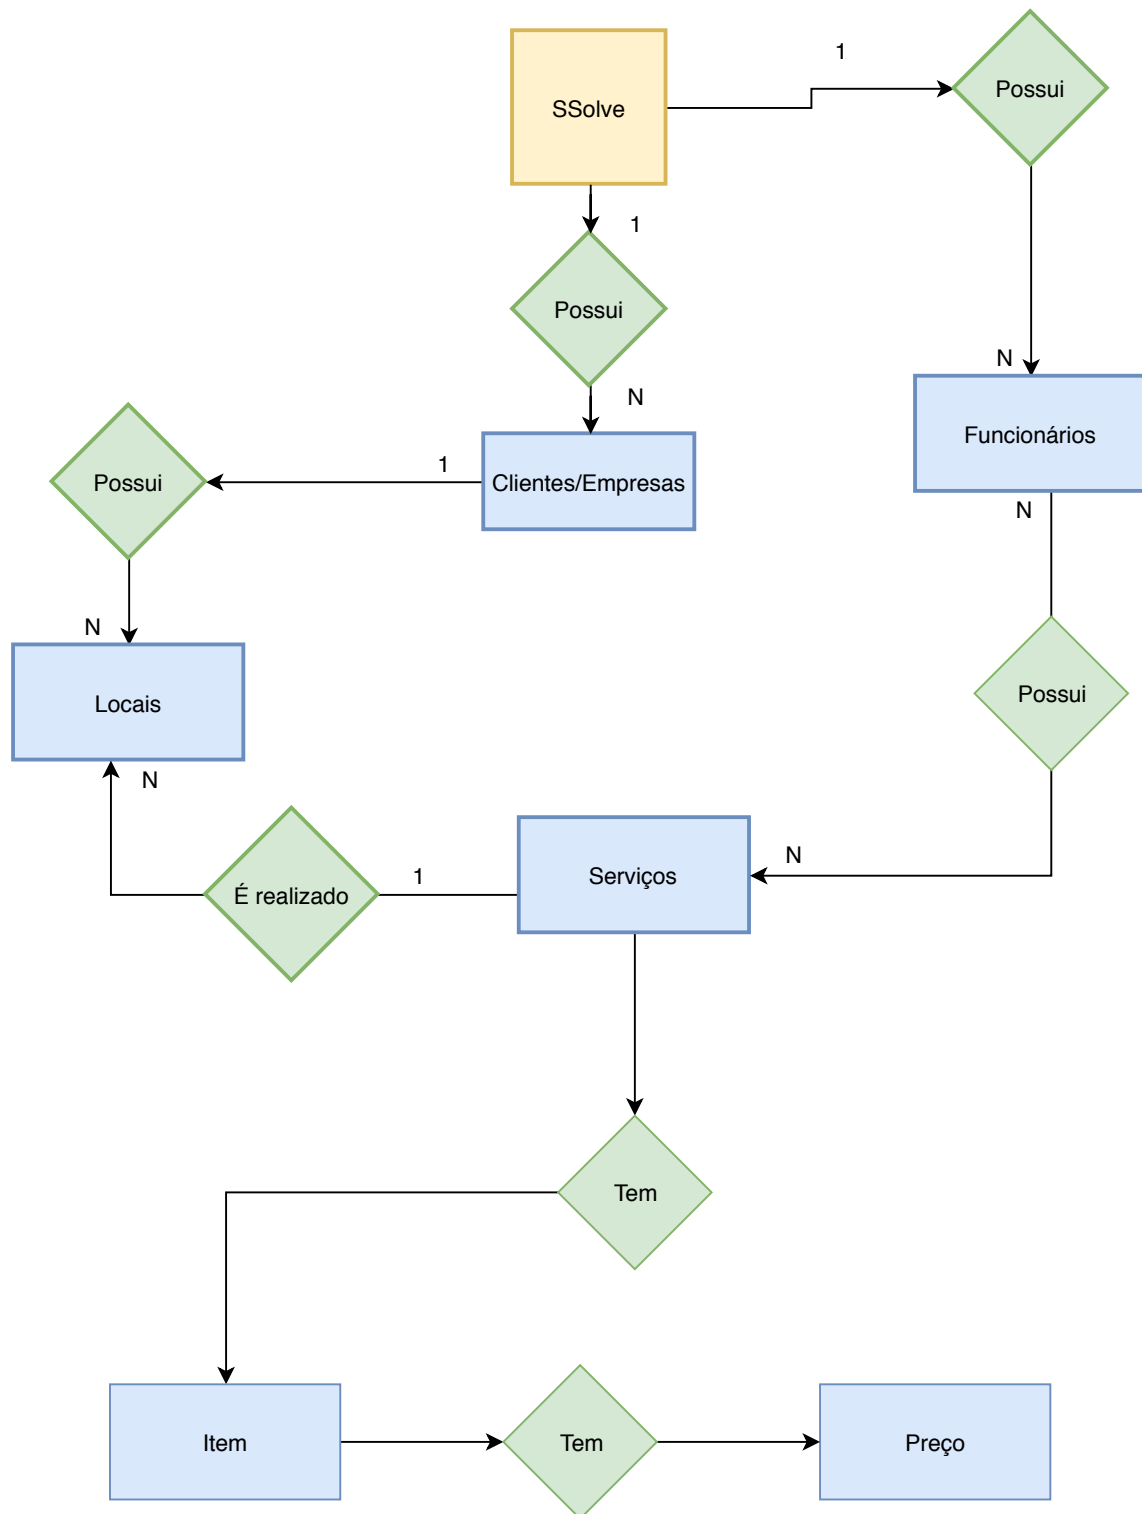 1
Possui
SSolve
1
Possui
N
N
Funcionários
1
Clientes/Empresas
Possui
N
N
Locais
Possui
N
N
1
Serviços
É realizado
Tem
Item
Tem
Preço